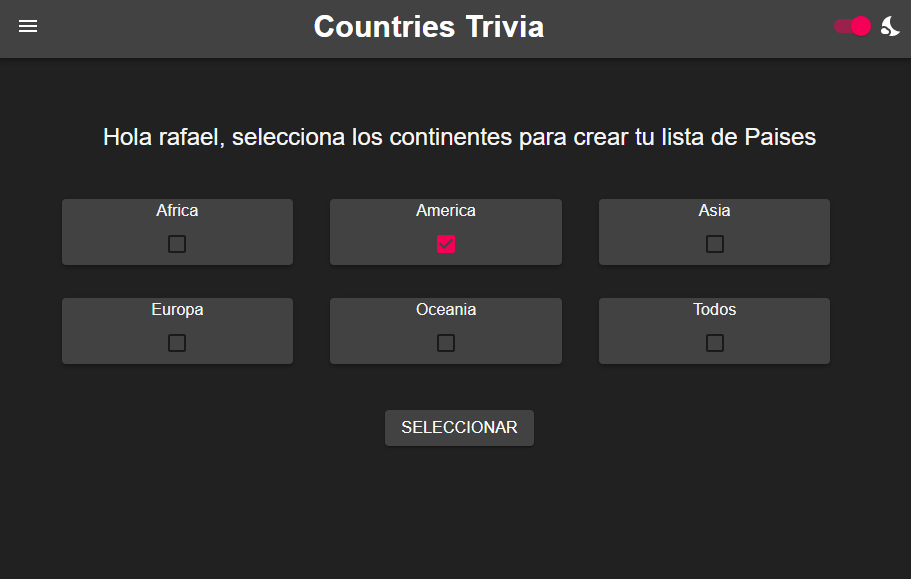 Countries Trivia
Hola rafael, selecciona los continentes para crear tu lista de Paises
Africa
America
Asia
Europa
Oceania
Todos
SELECCIONAR